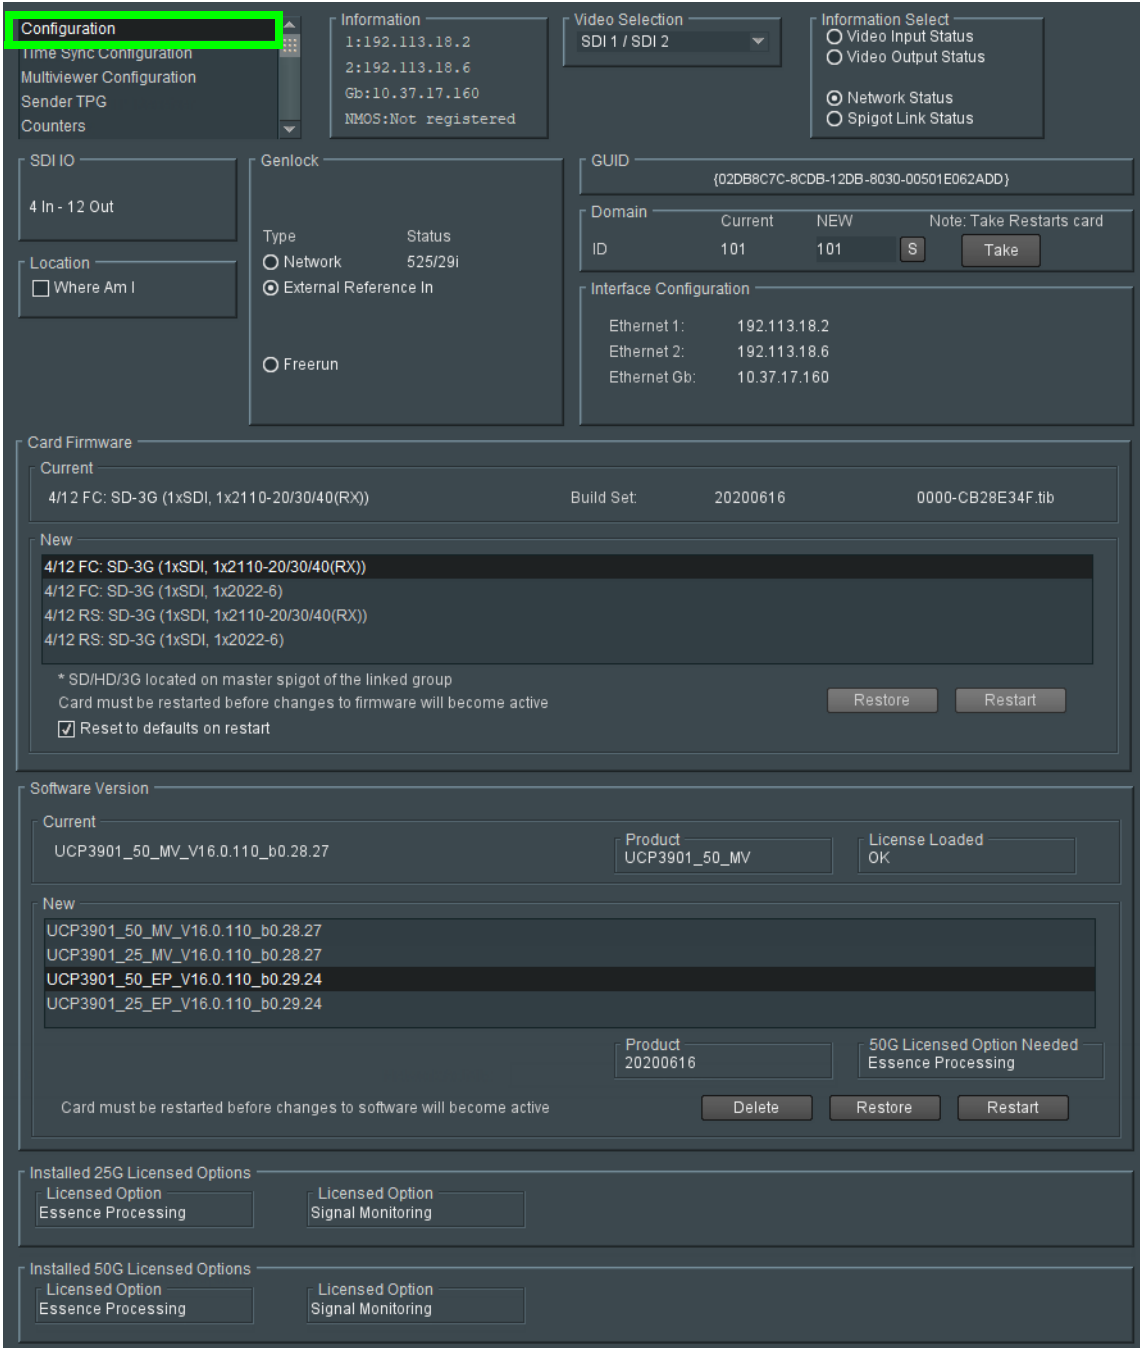 Configuration
Time Sync Configuration
Multiviewer Configuration
Sender TPG
Counters
Information
1:192.113.18.2
2:192.113.18.6
Gb:10.37.17.160
NMOS:Not registered
Video Selection
SDI 1 / SDI 2
Information Select
Video Input Status
Video Output Status
Network Status
Spigot Link Status
SDI IO
4 In - 12 Out
Location
Where Am I
Genlock
Type Status
Network 525/29i
External Reference In
Freerun
GUID
{02DB8C7C-8CDB-12DB-8030-00501E062ADD}
Domain Current NEW Note: Take Restarts card
ID 101 101 S Take
Interface Configuration
Ethernet 1: 192.113.18.2
Ethernet 2: 192.113.18.6
Ethernet Gb: 10.37.17.160
Card Firmware
Current
4/12 FC: SD-3G (1xSDI, 1x2110-20/30/40(RX)) Build Set: 20200616 0000-CB28E34F.tib
New
4/12 FC: SD-3G (1xSDI, 1x2110-20/30/40(RX))
4/12 FC: SD-3G (1xSDI, 1x2022-6)
4/12 RS: SD-3G (1xSDI, 1x2110-20/30/40(RX))
4/12 RS: SD-3G (1xSDI, 1x2022-6)
* SD/HD/3G located on master spigot of the linked group
Card must be restarted before changes to firmware will become active Restore Restart
Reset to defaults on restart
Software Version
Current
UCP3901_50_MV_V16.0.110_b0.28.27
Product
UCP3901_50_MV
License Loaded
OK
New
UCP3901_50_MV_V16.0.110_b0.28.27
UCP3901_25_MV_V16.0.110_b0.28.27
UCP3901_50_EP_V16.0.110_b0.29.24
UCP3901_25_EP_V16.0.110_b0.29.24
Product
20200616
50G Licensed Option Needed
Essence Processing
Card must be restarted before changes to software will become active Delete Restore Restart
Installed 25G Licensed Options
Licensed Option
Essence Processing
Licensed Option
Signal Monitoring
Installed 50G Licensed Options
Licensed Option
Essence Processing
Licensed Option
Signal Monitoring